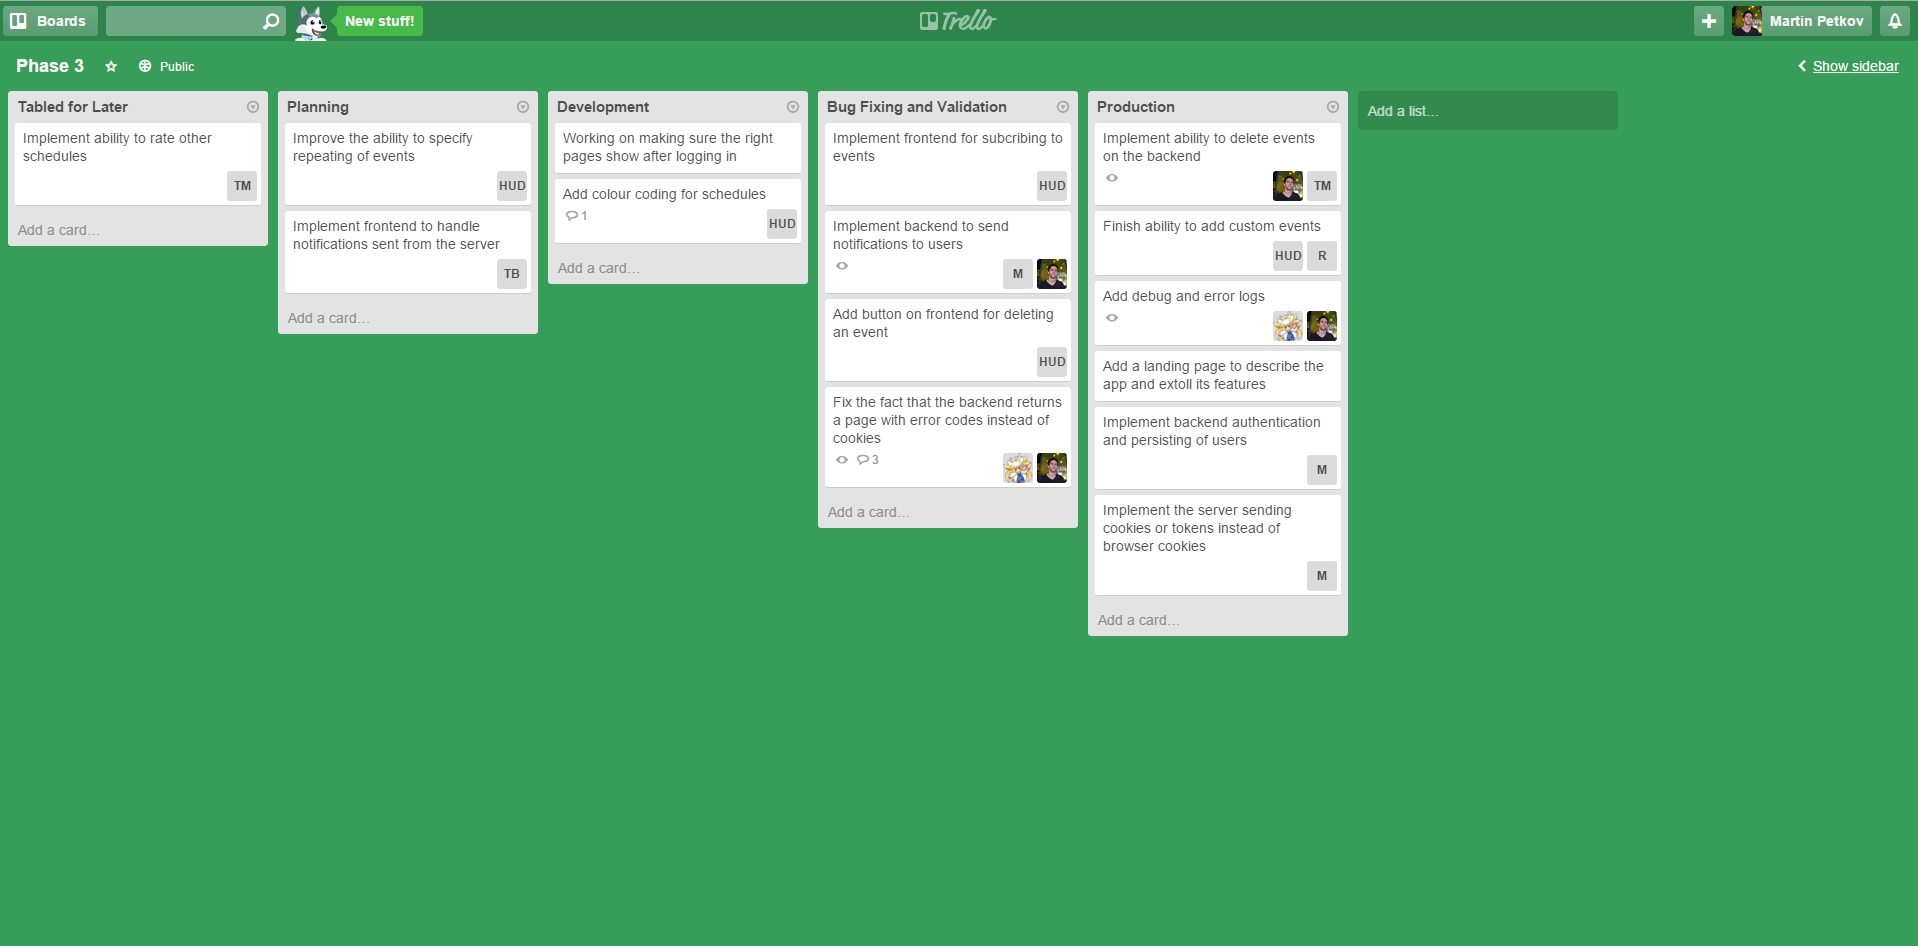 Boards
New stuff!
Trello
Martin Petkov
Phase 3
Public
Show sidebar
Tabled for Later
Implement ability to rate other
schedules
TM
Add a card…
Planning
Improve the ability to specify
repeating of events
HUD
Implement frontend to handle
notifications sent from the server
TB
Add a card…
Development
Working on making sure the right
pages show after logging in
Add colour coding for schedules
1
HUD
Add a card…
Bug Fixing and Validation
Implement frontend for subcribing to
events
HUD
Implement backend to send
notifications to users
M
Add button on frontend for deleting
an event
HUD
Fix the fact that the backend returns
a page with error codes instead of
cookies
3
Add a card…
Production
Implement ability to delete events
on the backend
TM
Finish ability to add custom events
HUD R
Add debug and error logs
Add a landing page to describe the
app and extoll its features
Implement backend authentication
and persisting of users
M
Implement the server sending
cookies or tokens instead of
browser cookies
M
Add a card…
Add a list…